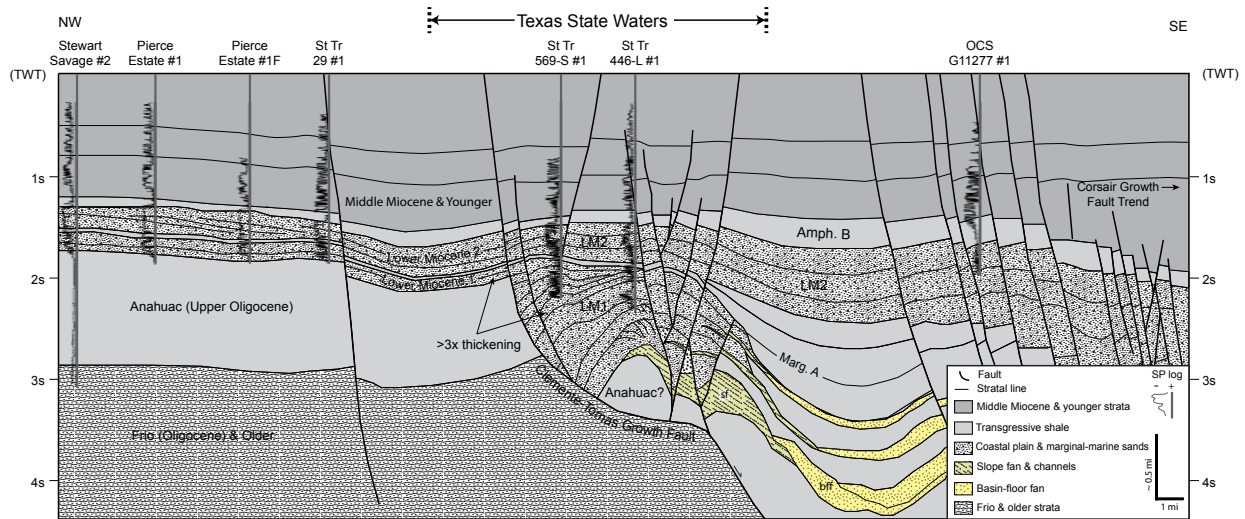 NW
Texas State Waters
SE
Stewart
Savage #2
Pierce
Estate #1
Pierce
Estate #1F
St Tr
29 #1
St Tr
569-S #1
St Tr
446-L #1
OCS
G11277 #1
(TWT)
(TWT)
1s
1s
Middle Miocene & Younger
Corsair Growth
Fault Trend
Amph. B
LM2
Lower Miocene 2
2s
2s
Lower Miocene 1
LM2
Anahuac (Upper Oligocene)
LM1
>3x thickening
Marg. A
3s
3s
Anahuac?
sf
Clemente-Tomas Growth Fault
Frio (Oligocene) & Older
4s
4s
bff
Fault
Stratal line
Middle Miocene & younger strata
Transgressive shale
Coastal plain & marginal-marine sands
Slope fan & channels
Basin-floor fan
Frio & older strata
SP log
- +
~ 0.5 mi
1 mi